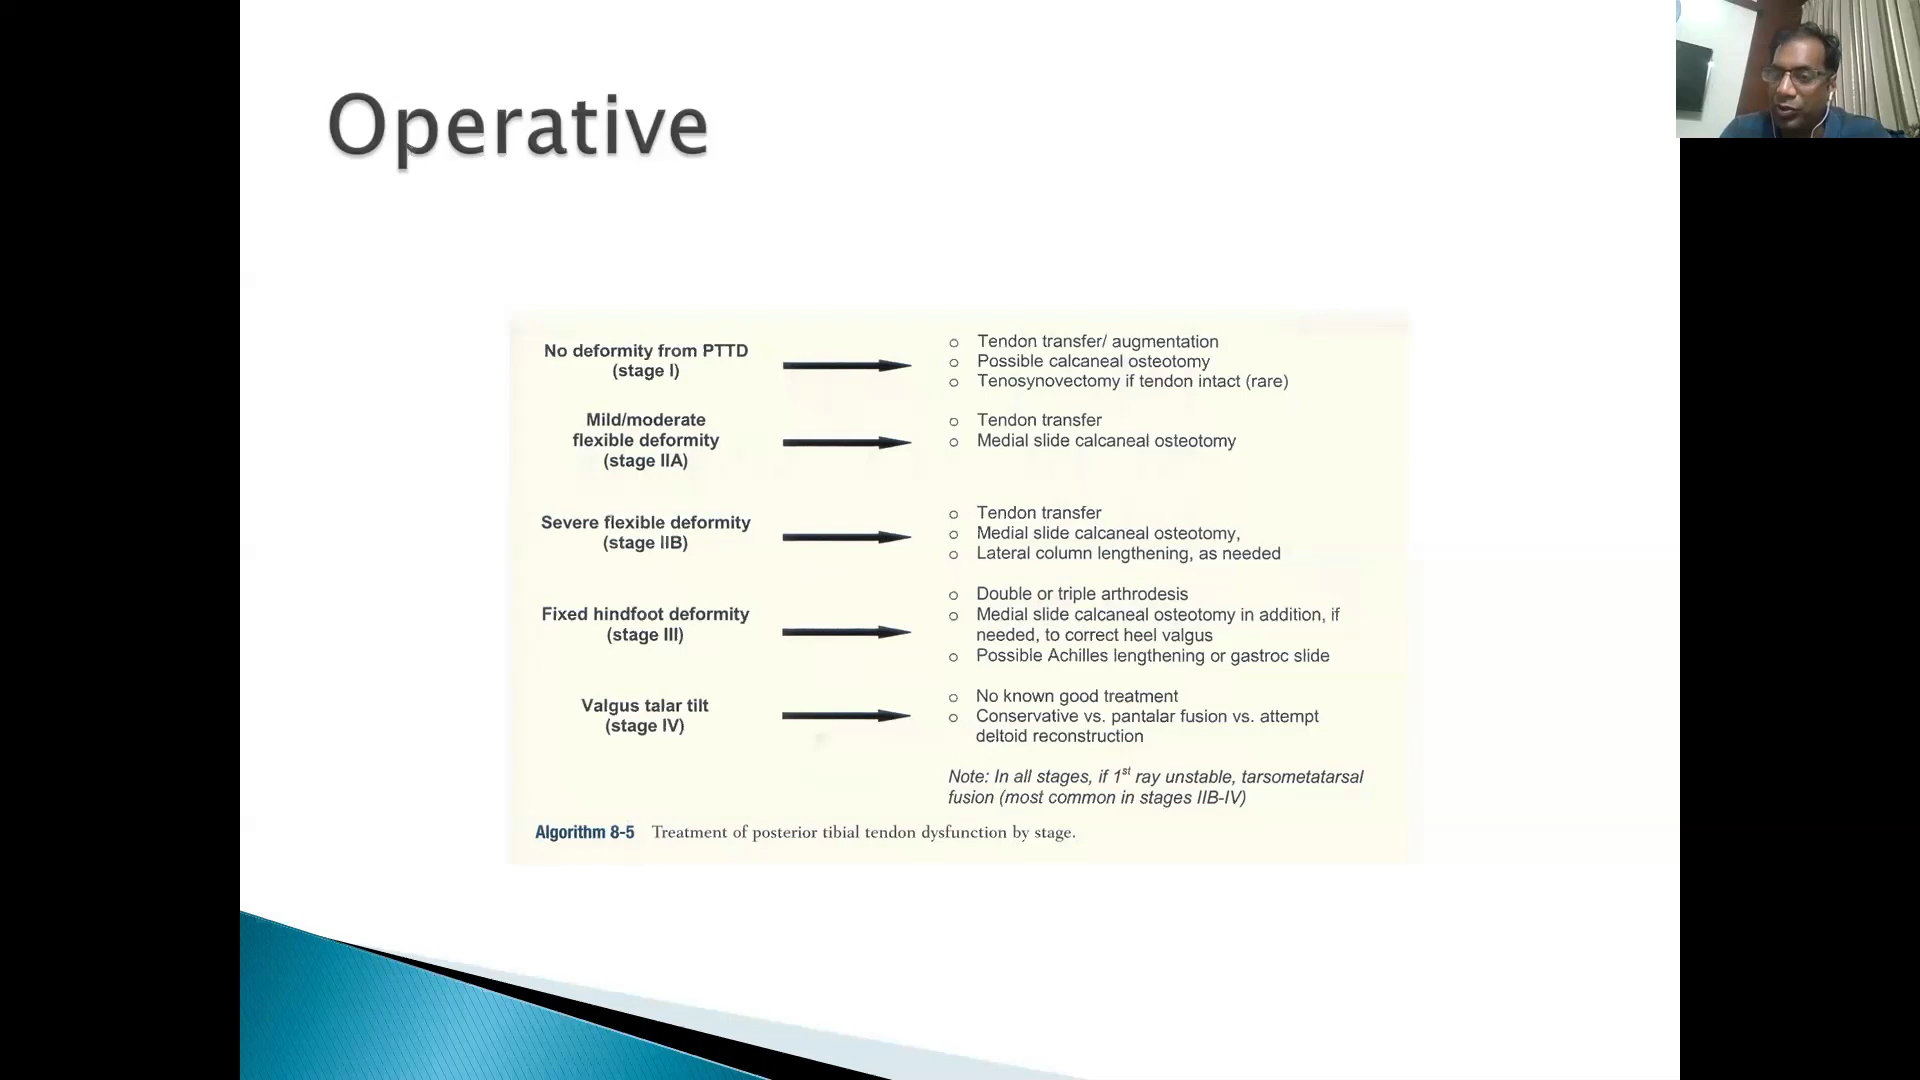 Operative
No deformity from PTTD
(stage I)
o Tendon transfer/ augmentation
o Possible calcaneal osteotomy
o Tenosynovectomy if tendon intact (rare)
Mild/moderate
flexible deformity
(stage IIA)
o Tendon transfer
o Medial slide calcaneal osteotomy
Severe flexible deformity
(stage IIB)
o Tendon transfer
o Medial slide calcaneal osteotomy,
o Lateral column lengthening, as needed
Fixed hindfoot deformity
(stage III)
o Double or triple arthrodesis
o Medial slide calcaneal osteotomy in addition, if
needed, to correct heel valgus
o Possible Achilles lengthening or gastroc slide
Valgus talar tilt
(stage IV)
o No known good treatment
o Conservative vs. pantalar fusion vs. attempt
deltoid reconstruction
Note: In all stages, if 1st ray unstable, tarsometatarsal
fusion (most common in stages IIB-IV)
Algorithm 8-5 Treatment of posterior tibial tendon dysfunction by stage.